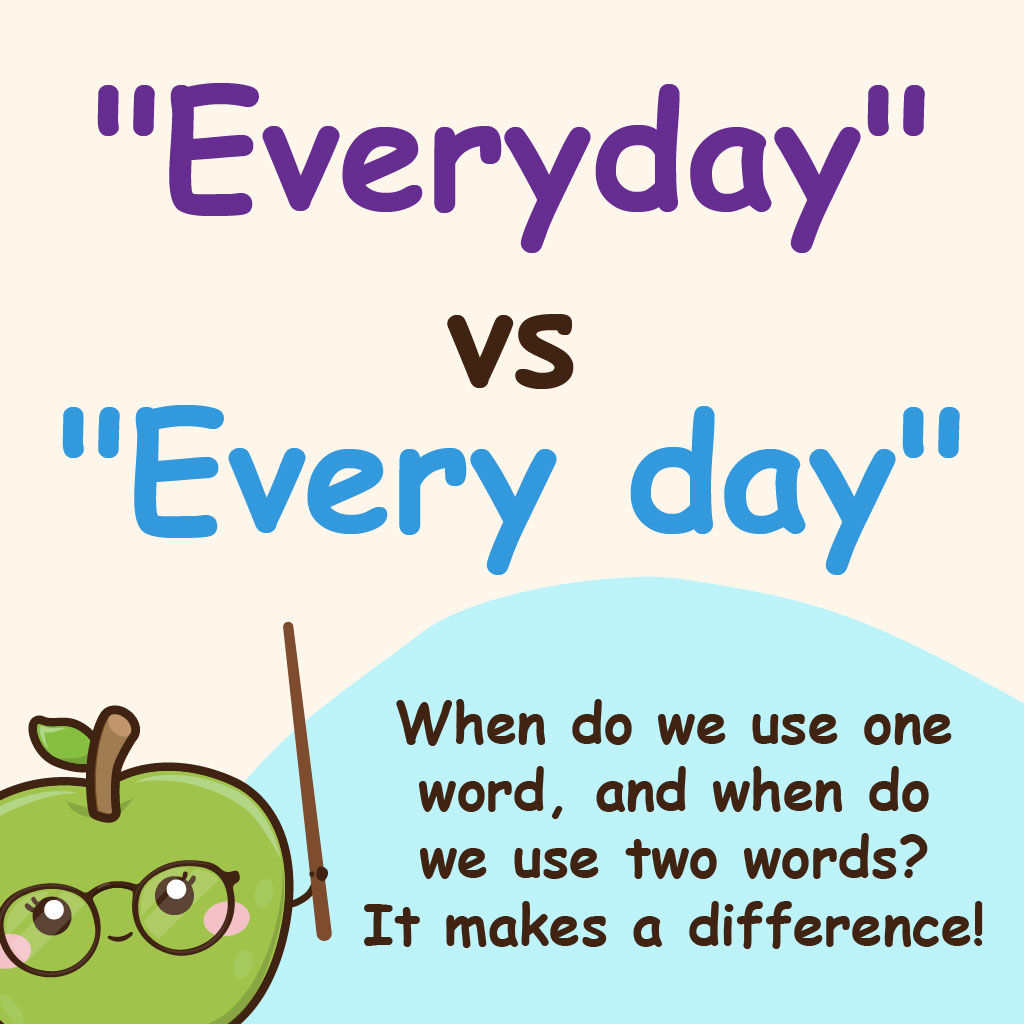 "Everyday"
vs
"Every day"
When do we use one
word, and when do
we use two words?
It makes a difference!